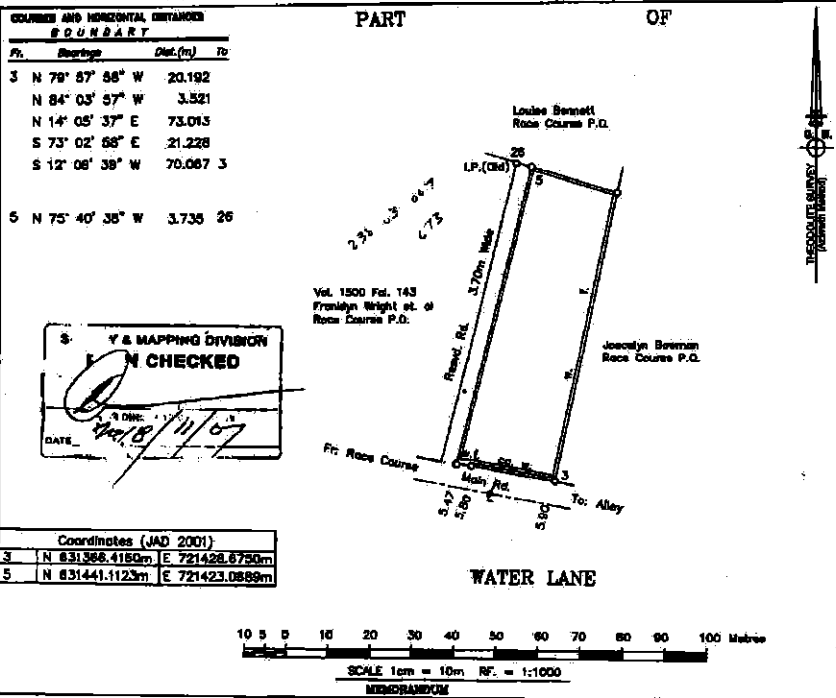 COURSES AND HORIZONTAL DISTANCES
BOUNDARY
Fr. Bearings Dist.(m) To
3 N 79° 57' 58" W 20.192
N 84° 03' 57" W 3.521
N 14° 05' 37" E 73.013
S 73° 02' 58" E 21.228
S 12° 08' 39" W 70.087 3
5 N 75° 40' 38" W 3.735 26
PART OF
Louise Bennett
Race Course P.O.
26
I.P.(Old)
5
3.70m Wide
Resvd. Rd.
Vol. 1500 Fol. 143
Franklyn Wright et. al
Race Course P.O.
Joscelyn Bowman
Race Course P.O.
THEODOLITE SURVEY
& MAPPING DIVISION
CHECKED
DATE
Fr: Race Course
Main Rd.
3
To: Alley
5.47
5.80
5.90
Coordinates (JAD 2001)
3 N 631366.4150m E 721428.6750m
5 N 631441.1123m E 721423.0889m
WATER LANE
10 5 0 10 20 30 40 50 60 70 80 90 100 Metres
SCALE 1cm = 10m RF. = 1:1000
MEMORANDUM